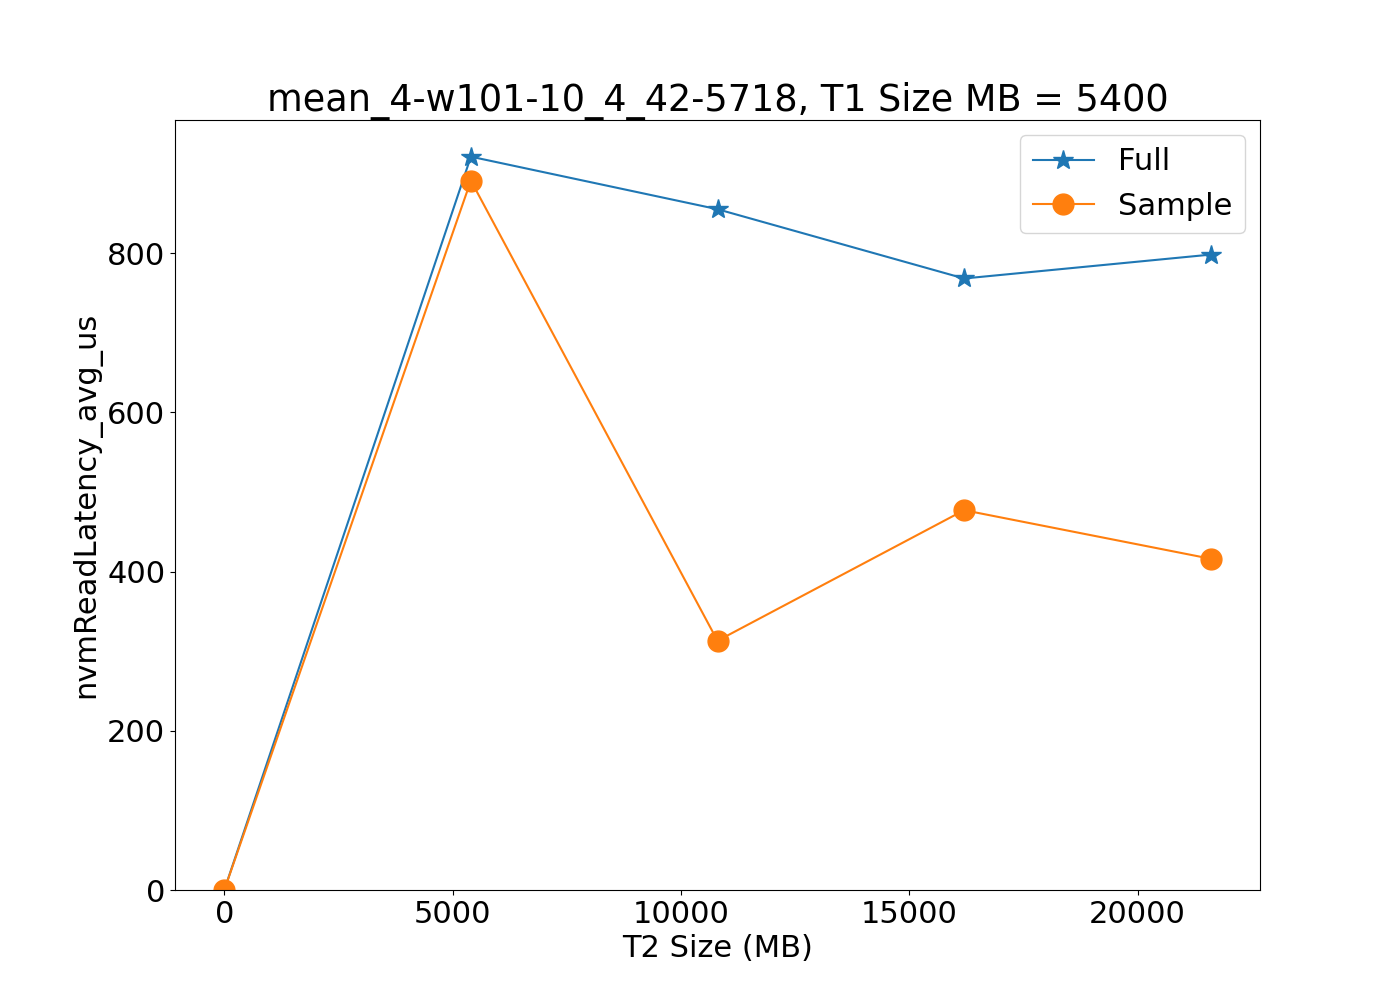 mean_4-w101-10_4_42-5718, T1 Size MB = 5400
Full
Sample
nvmReadLatency_avg_us
800
600
400
200
0
0 5000 10000 15000 20000
T2 Size (MB)